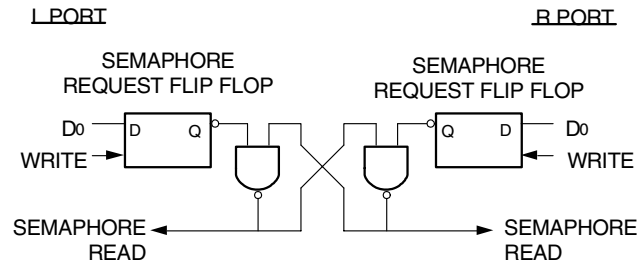 L PORT
SEMAPHORE
REQUEST FLIP FLOP
D0
D
Q
WRITE
SEMAPHORE
READ
R PORT
SEMAPHORE
REQUEST FLIP FLOP
Q
D
D0
WRITE
SEMAPHORE
READ